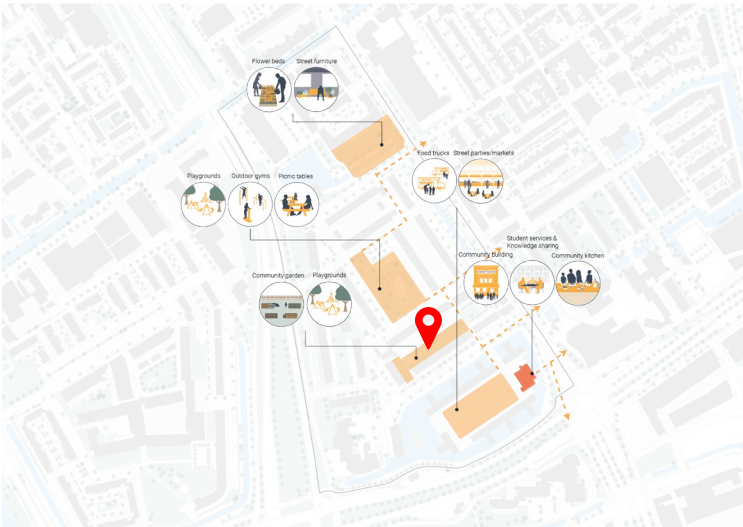 Flower beds
Street furniture
Food trucks
Street parties/markets
Playgrounds
Outdoor gyms
Picnic tables
Student services &
Knowledge sharing
Community building
Community kitchen
Community garden
Playgrounds